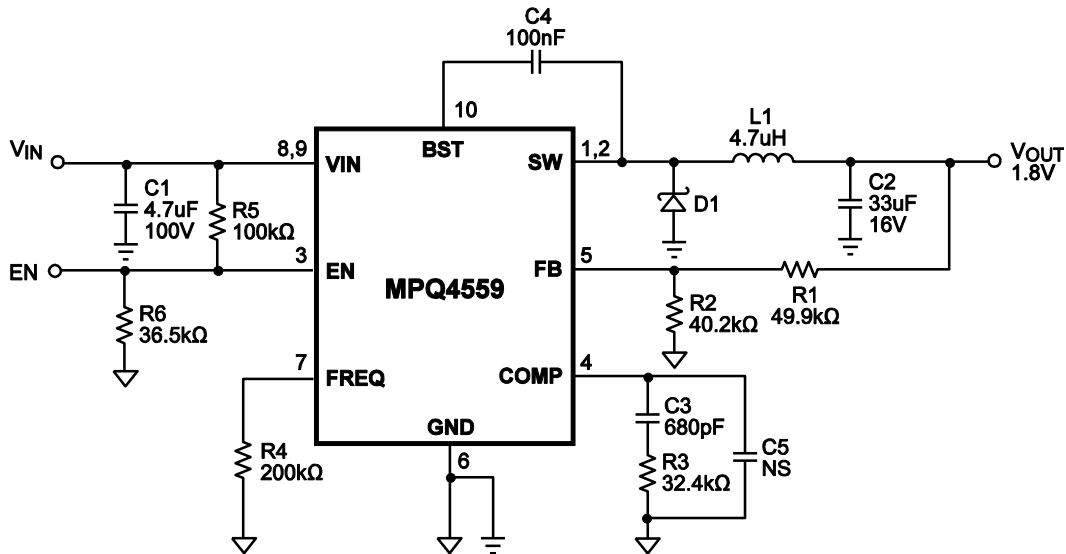 C4
100nF
10
BST
VIN
8,9
VIN
C1
4.7uF
100V
R5
100kΩ
SW
1,2
L1
4.7uH
VOUT
1.8V
C2
33uF
16V
D1
EN
3
EN
MPQ4559
FB
5
R1
49.9kΩ
R2
40.2kΩ
R6
36.5kΩ
7
FREQ
COMP
4
GND
6
R4
200kΩ
C3
680pF
R3
32.4kΩ
C5
NS